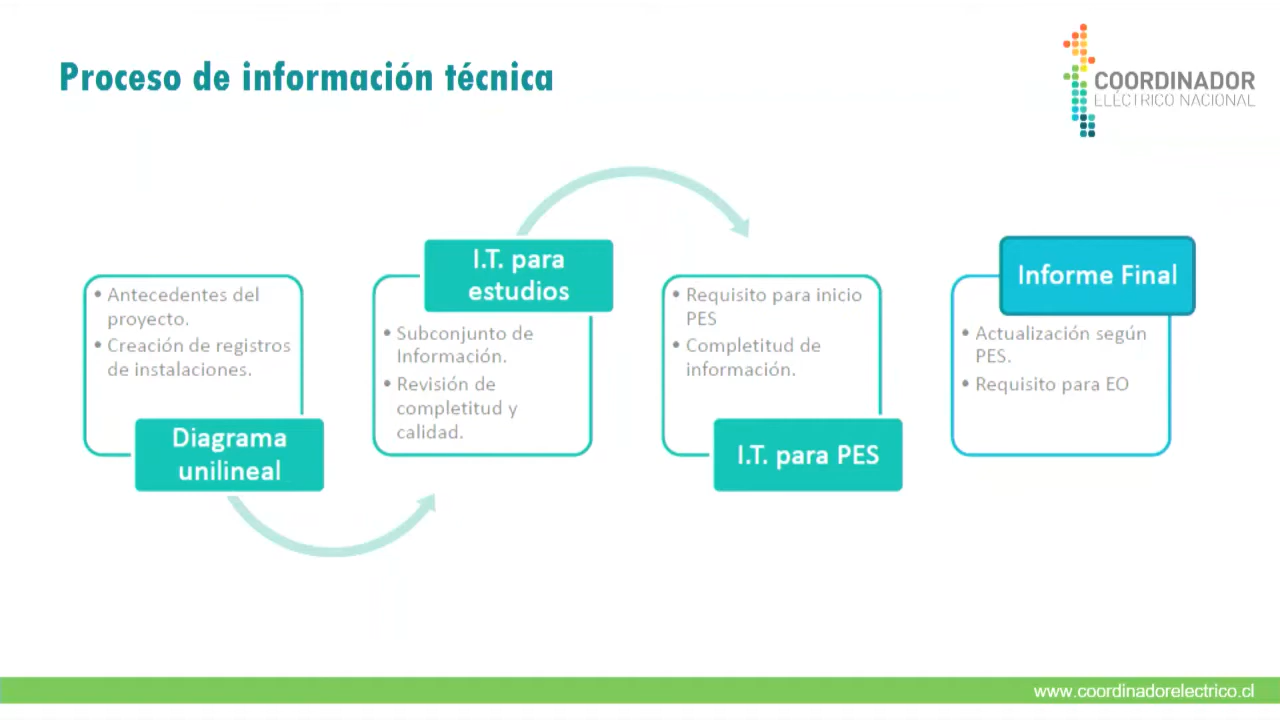 Proceso de información técnica
COORDINADOR
ELÉCTRICO NACIONAL
• Antecedentes del
proyecto.
• Creación de registros
de instalaciones.
Diagrama
unilineal
I.T. para
estudios
• Subconjunto de
Información.
• Revisión de
completitud y
calidad.
• Requisito para inicio
PES
• Completitud de
información.
I.T. para PES
Informe Final
• Actualización según
PES.
• Requisito para EO
www.coordinadorelectrico.cl